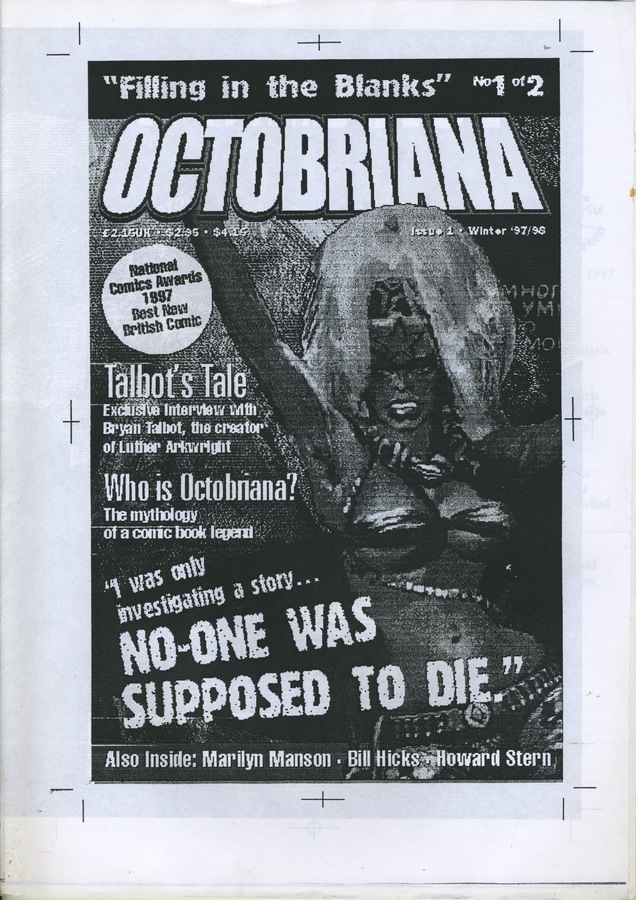 "Filling in the Blanks" No1 of 2
OCTOBRIANA
£2.15UK · $2.95 · $4.15 Issue 1 · Winter '97/98
National
Comics Awards
1997
Best New
British Comic
Talbot's Tale
Exclusive interview with
Bryan Talbot, the creator
of Luther Arkwright
Who is Octobriana?
The mythology
of a comic book legend
"I was only
investigating a story...
NO-ONE WAS
SUPPOSED TO DIE."
Also Inside: Marilyn Manson · Bill Hicks · Howard Stern